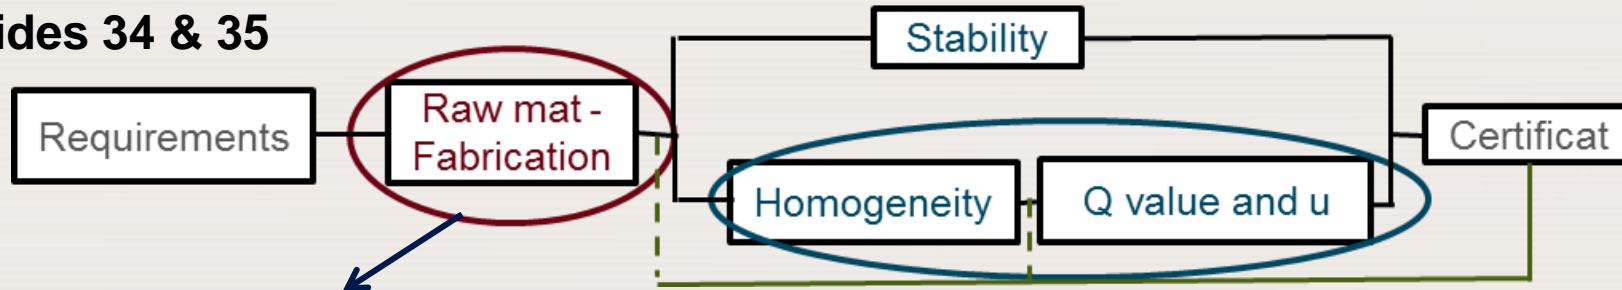 ides 34 & 35
Stability
Requirements
Raw mat -
Fabrication
Certificat
Homogeneity
Q value and u